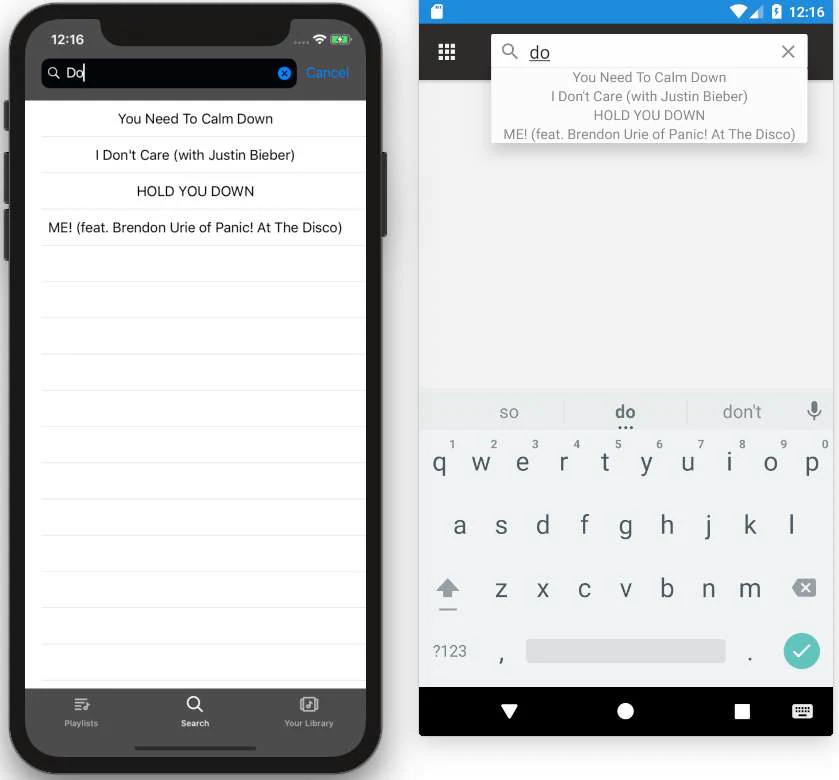 12:16
Do
Cancel
You Need To Calm Down
I Don't Care (with Justin Bieber)
HOLD YOU DOWN
ME! (feat. Brendon Urie of Panic! At The Disco)
Playlists
Search
Your Library
12:16
do
You Need To Calm Down
I Don't Care (with Justin Bieber)
HOLD YOU DOWN
ME! (feat. Brendon Urie of Panic! At The Disco)
so do don't
1 2 3 4 5 6 7 8 9 0
q w e r t y u i o p
a s d f g h j k l
z x c v b n m
?123 , .